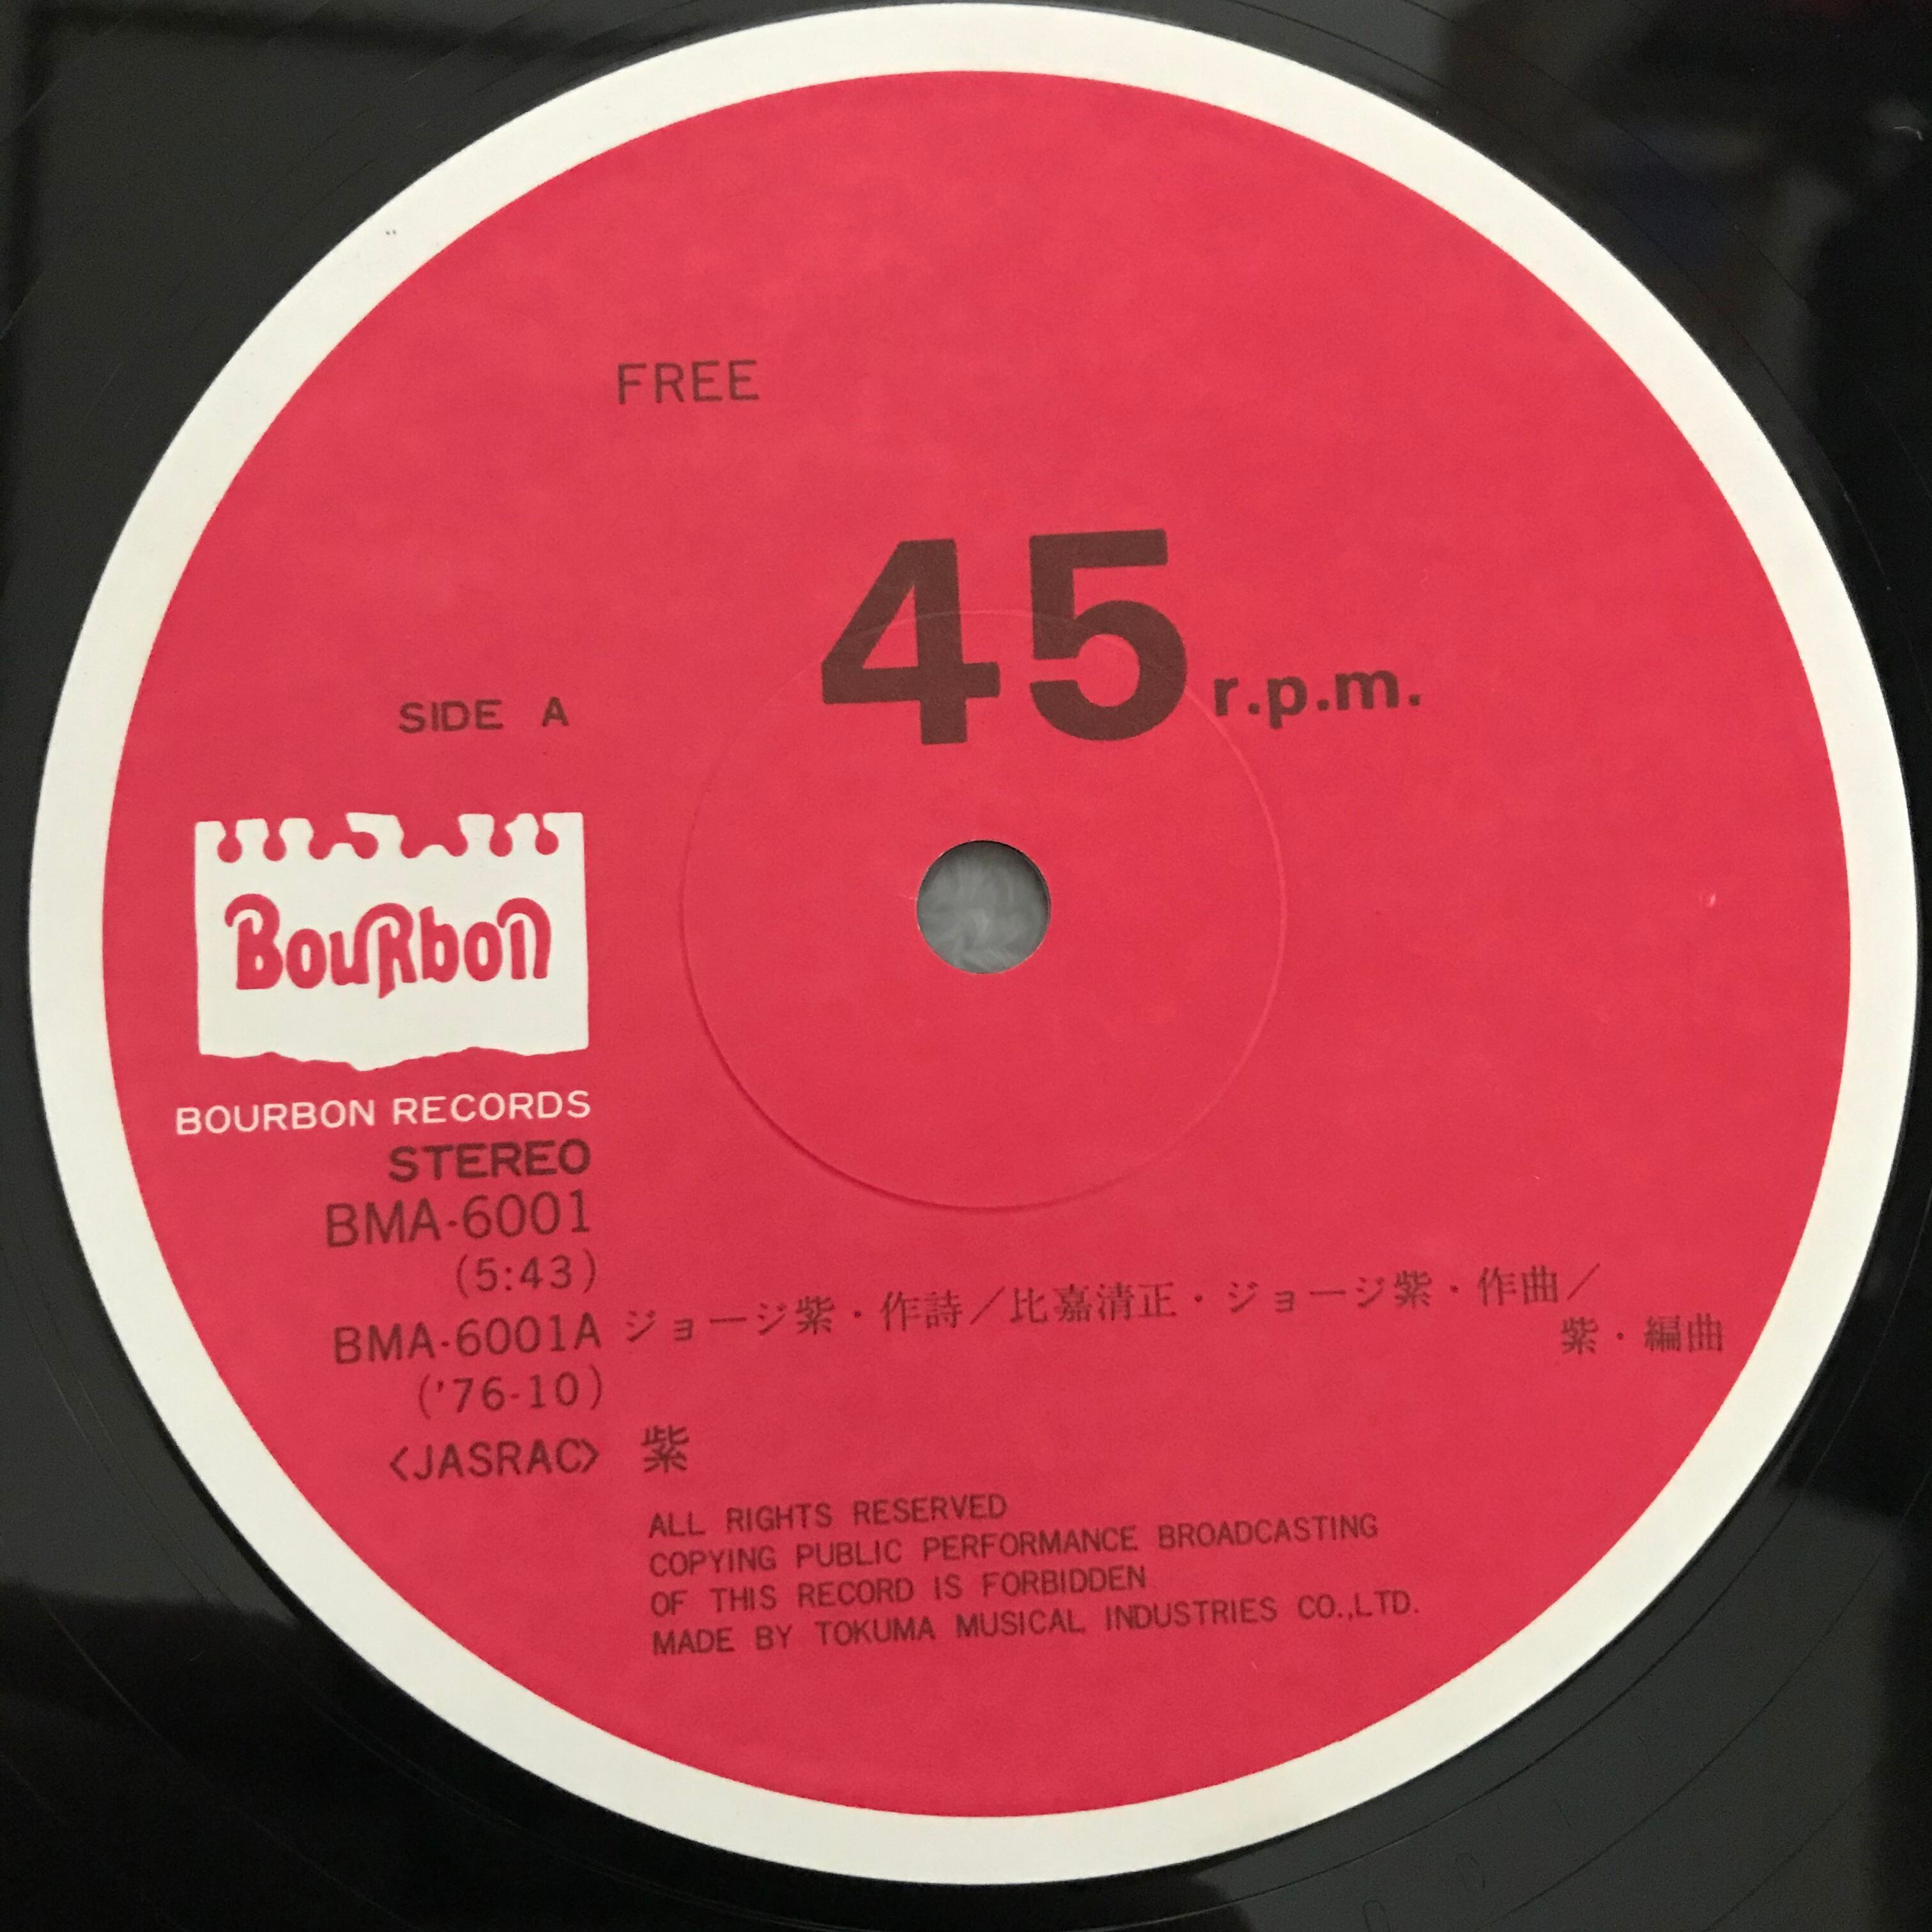 FREE
45 r.p.m.
SIDE A
BouRbon
BOURBON RECORDS
STEREO
BMA-6001
(5:43)
BMA-6001A ジョージ紫・作詩／比嘉清正・ジョージ紫・作曲／
紫・編曲
('76-10)
〈JASRAC〉 紫
ALL RIGHTS RESERVED
COPYING PUBLIC PERFORMANCE BROADCASTING
OF THIS RECORD IS FORBIDDEN
MADE BY TOKUMA MUSICAL INDUSTRIES CO.,LTD.